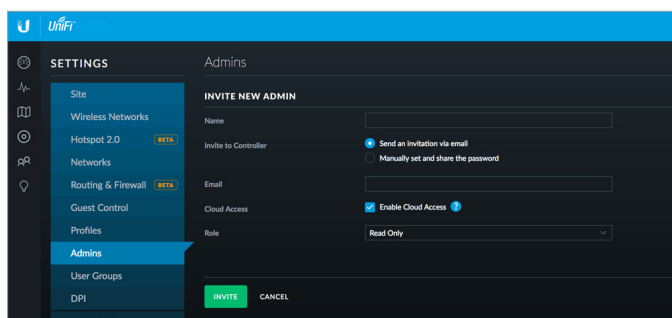 UniFi
SETTINGS
Site
Wireless Networks
Hotspot 2.0 BETA
Networks
Routing & Firewall BETA
Guest Control
Profiles
Admins
User Groups
DPI
Admins
INVITE NEW ADMIN
Name
Invite to Controller
Send an invitation via email
Manually set and share the password
Email
Cloud Access
Enable Cloud Access ?
Role
Read Only
INVITE CANCEL